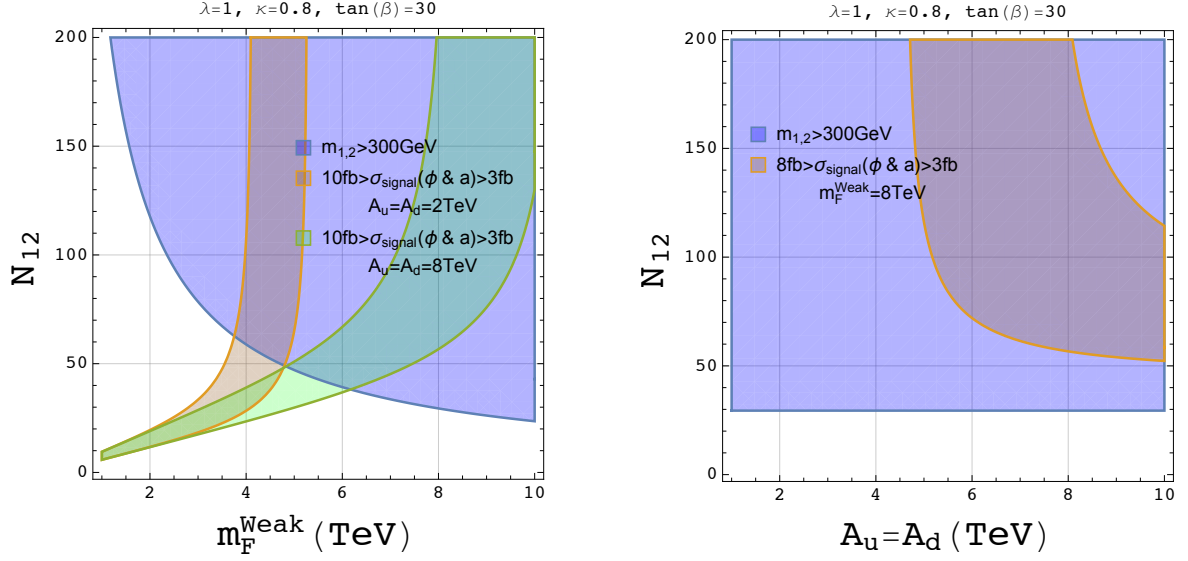 λ=1, κ=0.8, tan(β)=30
200
150
100
50
0
N12
m1,2>300GeV
10fb>σsignal(ϕ & a)>3fb
Au=Ad=2TeV
10fb>σsignal(ϕ & a)>3fb
Au=Ad=8TeV
2 4 6 8 10
mFWeak(TeV)
λ=1, κ=0.8, tan(β)=30
200
150
100
50
0
N12
m1,2>300GeV
8fb>σsignal(ϕ & a)>3fb
mFWeak=8TeV
2 4 6 8 10
Au=Ad(TeV)